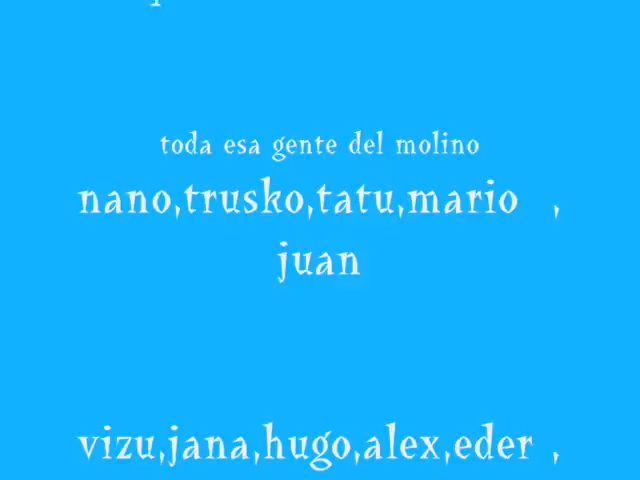 toda esa gente del molino
nano,trusko,tatu,mario ,
juan
vizu,jana,hugo,alex,eder ,